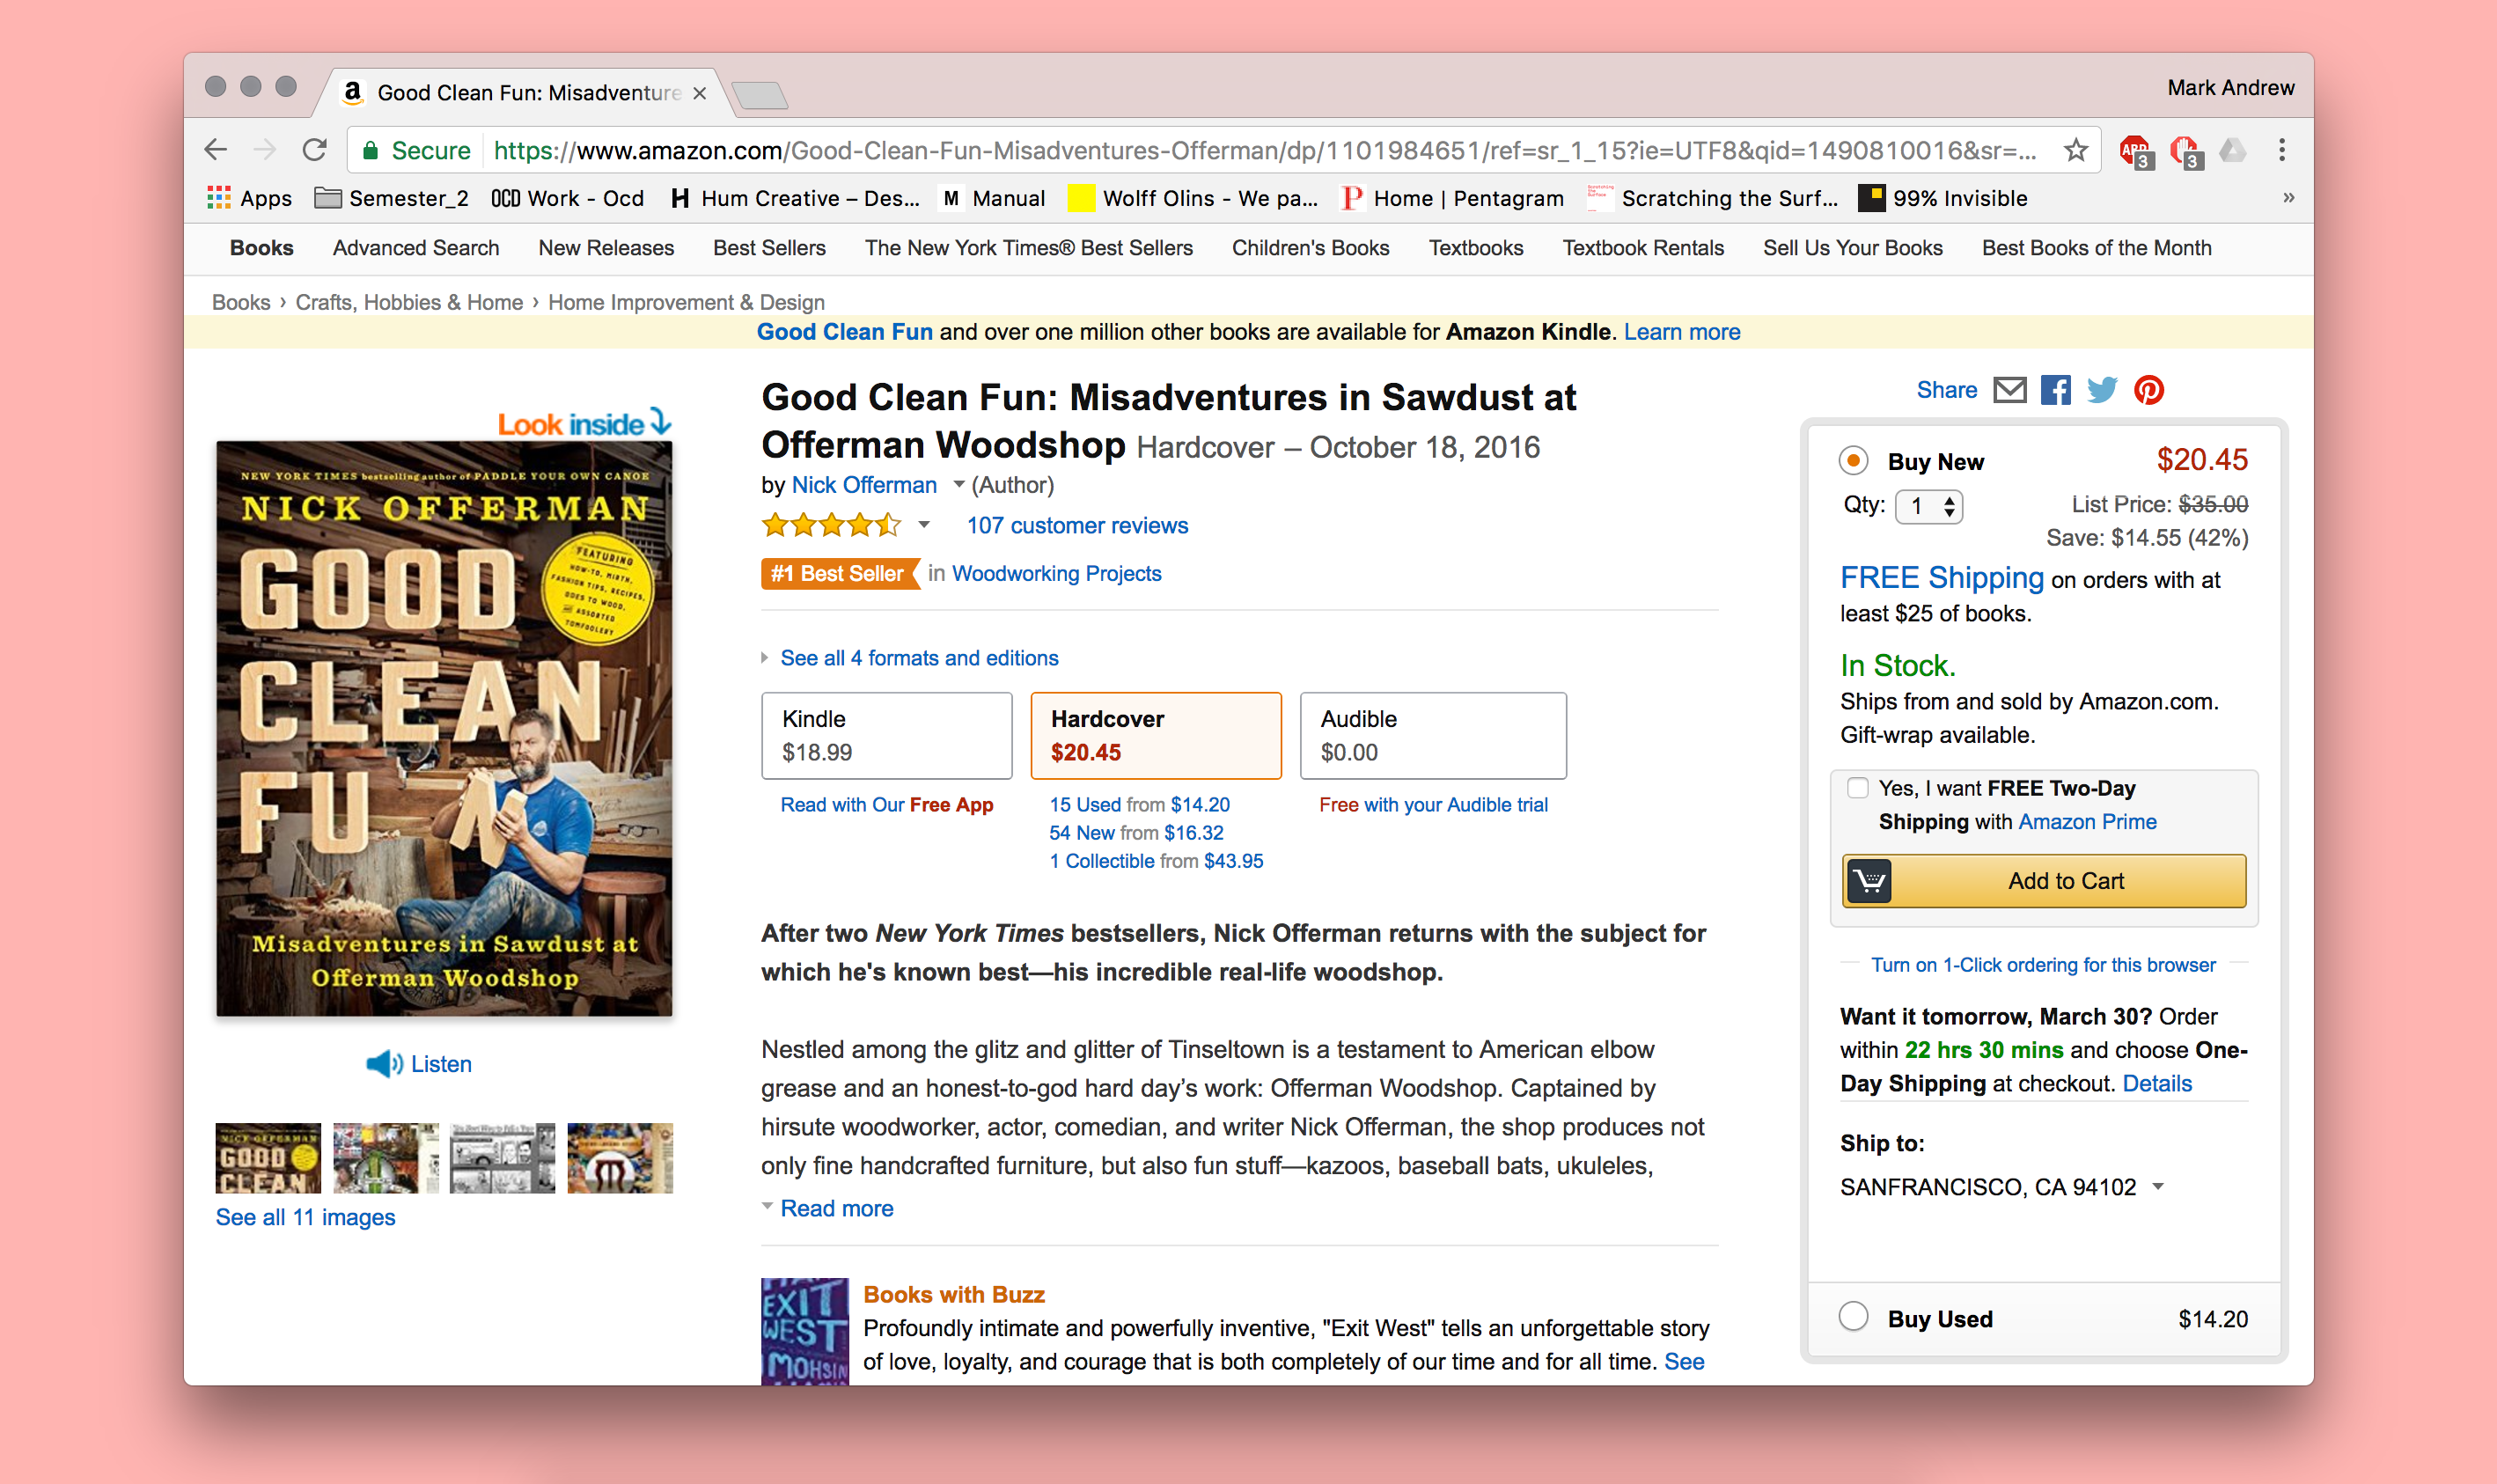 Good Clean Fun: Misadventure
Mark Andrew
Secure
https://www.amazon.com/Good-Clean-Fun-Misadventures-Offerman/dp/1101984651/ref=sr_1_15?ie=UTF8&qid=1490810016&sr=...
ABP
3
3
Apps
Semester_2
OCD Work - Ocd
H Hum Creative – Des...
M Manual
Wolff Olins - We pa...
P Home | Pentagram
Scratching the Surf...
99% Invisible
»
Books
Advanced Search
New Releases
Best Sellers
The New York Times® Best Sellers
Children's Books
Textbooks
Textbook Rentals
Sell Us Your Books
Best Books of the Month
Books › Crafts, Hobbies & Home › Home Improvement & Design
Good Clean Fun and over one million other books are available for Amazon Kindle. Learn more
Look inside
NEW YORK TIMES bestselling author of PADDLE YOUR OWN CANOE
NICK OFFERMAN
GOOD
CLEAN
FUN
FEATURING
HOW-TO, MIRTH,
FASHION TIPS, RECIPES,
ODES TO WOOD,
AND ASSORTED
TOMFOOLERY
Misadventures in Sawdust at
Offerman Woodshop
Listen
NICK OFFERMAN
GOOD
CLEAN
See all 11 images
Good Clean Fun: Misadventures in Sawdust at
Offerman Woodshop Hardcover – October 18, 2016
by Nick Offerman (Author)
107 customer reviews
#1 Best Seller in Woodworking Projects
See all 4 formats and editions
Kindle
$18.99
Read with Our Free App
Hardcover
$20.45
15 Used from $14.20
54 New from $16.32
1 Collectible from $43.95
Audible
$0.00
Free with your Audible trial
After two New York Times bestsellers, Nick Offerman returns with the subject for
which he's known best—his incredible real-life woodshop.
Nestled among the glitz and glitter of Tinseltown is a testament to American elbow
grease and an honest-to-god hard day’s work: Offerman Woodshop. Captained by
hirsute woodworker, actor, comedian, and writer Nick Offerman, the shop produces not
only fine handcrafted furniture, but also fun stuff—kazoos, baseball bats, ukuleles,
Read more
EXIT
WEST
MOHSIN
Books with Buzz
Profoundly intimate and powerfully inventive, "Exit West" tells an unforgettable story
of love, loyalty, and courage that is both completely of our time and for all time. See
Share
Buy New
$20.45
Qty: 1
List Price: $35.00
Save: $14.55 (42%)
FREE Shipping on orders with at
least $25 of books.
In Stock.
Ships from and sold by Amazon.com.
Gift-wrap available.
Yes, I want FREE Two-Day
Shipping with Amazon Prime
Add to Cart
Turn on 1-Click ordering for this browser
Want it tomorrow, March 30? Order
within 22 hrs 30 mins and choose One-
Day Shipping at checkout. Details
Ship to:
SANFRANCISCO, CA 94102
Buy Used
$14.20